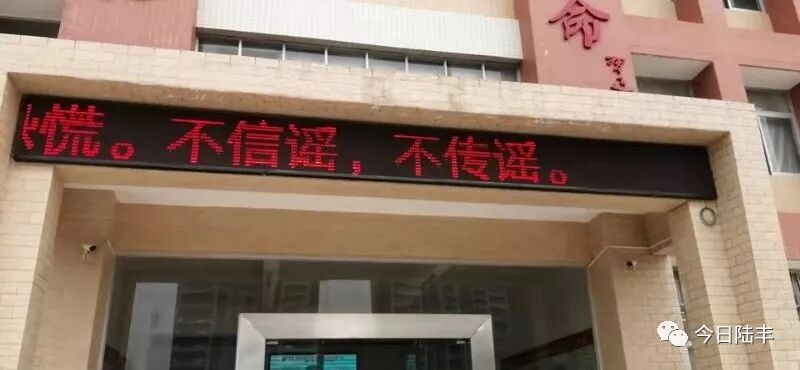 命
慌。不信谣，不传谣。
今日陆丰